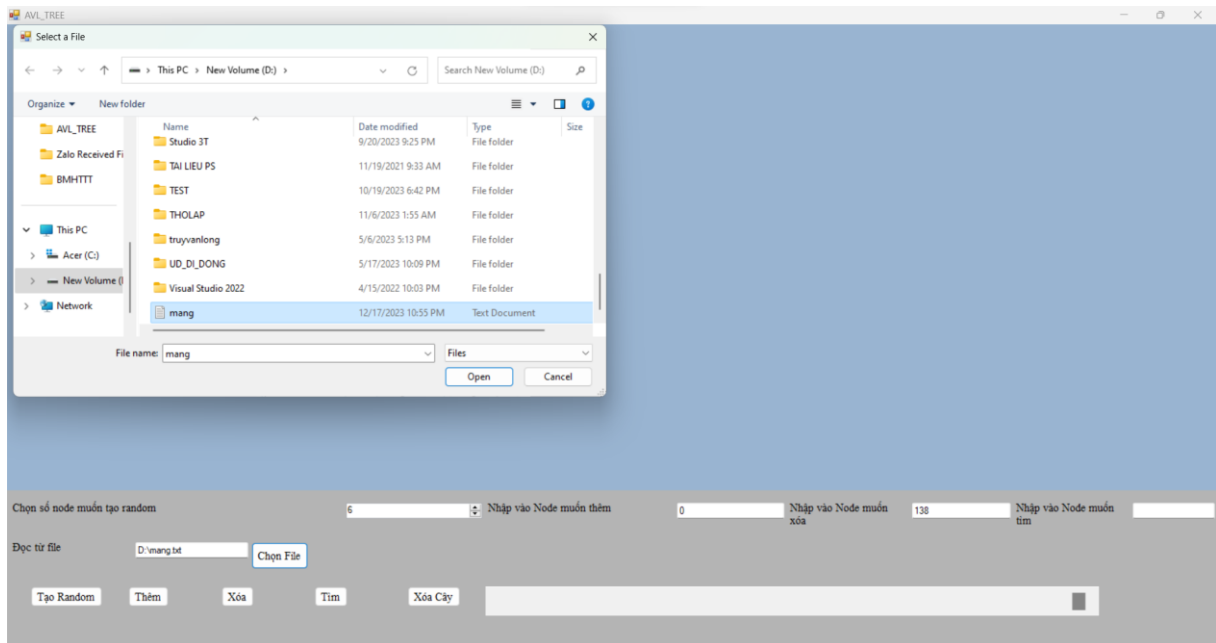 AVL_TREE
Select a File
This PC > New Volume (D:) >
Search New Volume (D:)
Organize
New folder
AVL_TREE
Zalo Received Fi
BMHTTT
This PC
Acer (C:)
New Volume (
Network
Name Date modified Type Size
Studio 3T 9/20/2023 9:25 PM File folder
TAI LIEU PS 11/19/2021 9:33 AM File folder
TEST 10/19/2023 6:42 PM File folder
THOLAP 11/6/2023 1:55 AM File folder
truyvanlong 5/6/2023 5:13 PM File folder
UD_DI_DONG 5/17/2023 10:09 PM File folder
Visual Studio 2022 4/15/2022 10:03 PM File folder
mang 12/17/2023 10:55 PM Text Document
File name: mang Files
Open Cancel
Chọn số node muốn tạo random 6
Nhập vào Node muốn thêm 0
Nhập vào Node muốn
xóa
138
Nhập vào Node muốn
tìm
Đọc từ file D:\mang.txt Chọn File
Tạo Random Thêm Xóa Tìm Xóa Cây